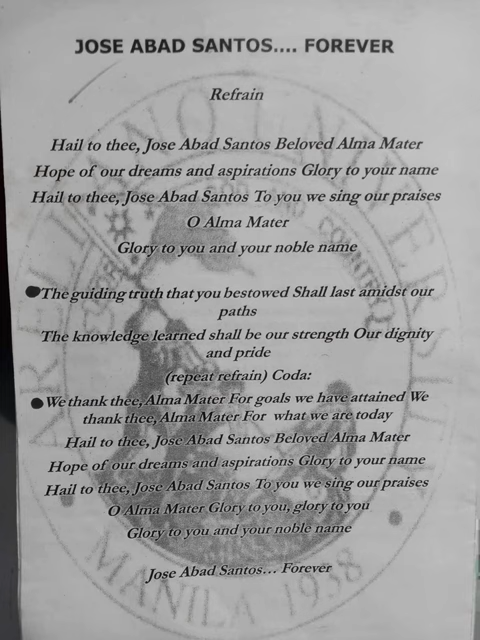 JOSE ABAD SANTOS.... FOREVER
Refrain
Hail to thee, Jose Abad Santos Beloved Alma Mater
Hope of our dreams and aspirations Glory to your name
Hail to thee, Jose Abad Santos To you we sing our praises
O Alma Mater
Glory to you and your noble name
The guiding truth that you bestowed Shall last amidst our
paths
The knowledge learned shall be our strength Our dignity
and pride
(repeat refrain) Coda:
We thank thee, Alma Mater For goals we have attained We
thank thee, Alma Mater For what we are today
Hail to thee, Jose Abad Santos Beloved Alma Mater
Hope of our dreams and aspirations Glory to your name
Hail to thee, Jose Abad Santos To you we sing our praises
O Alma Mater Glory to you, glory to you
Glory to you and your noble name
Jose Abad Santos... Forever
ARELLANO UNIVERSITY
MANILA 1938